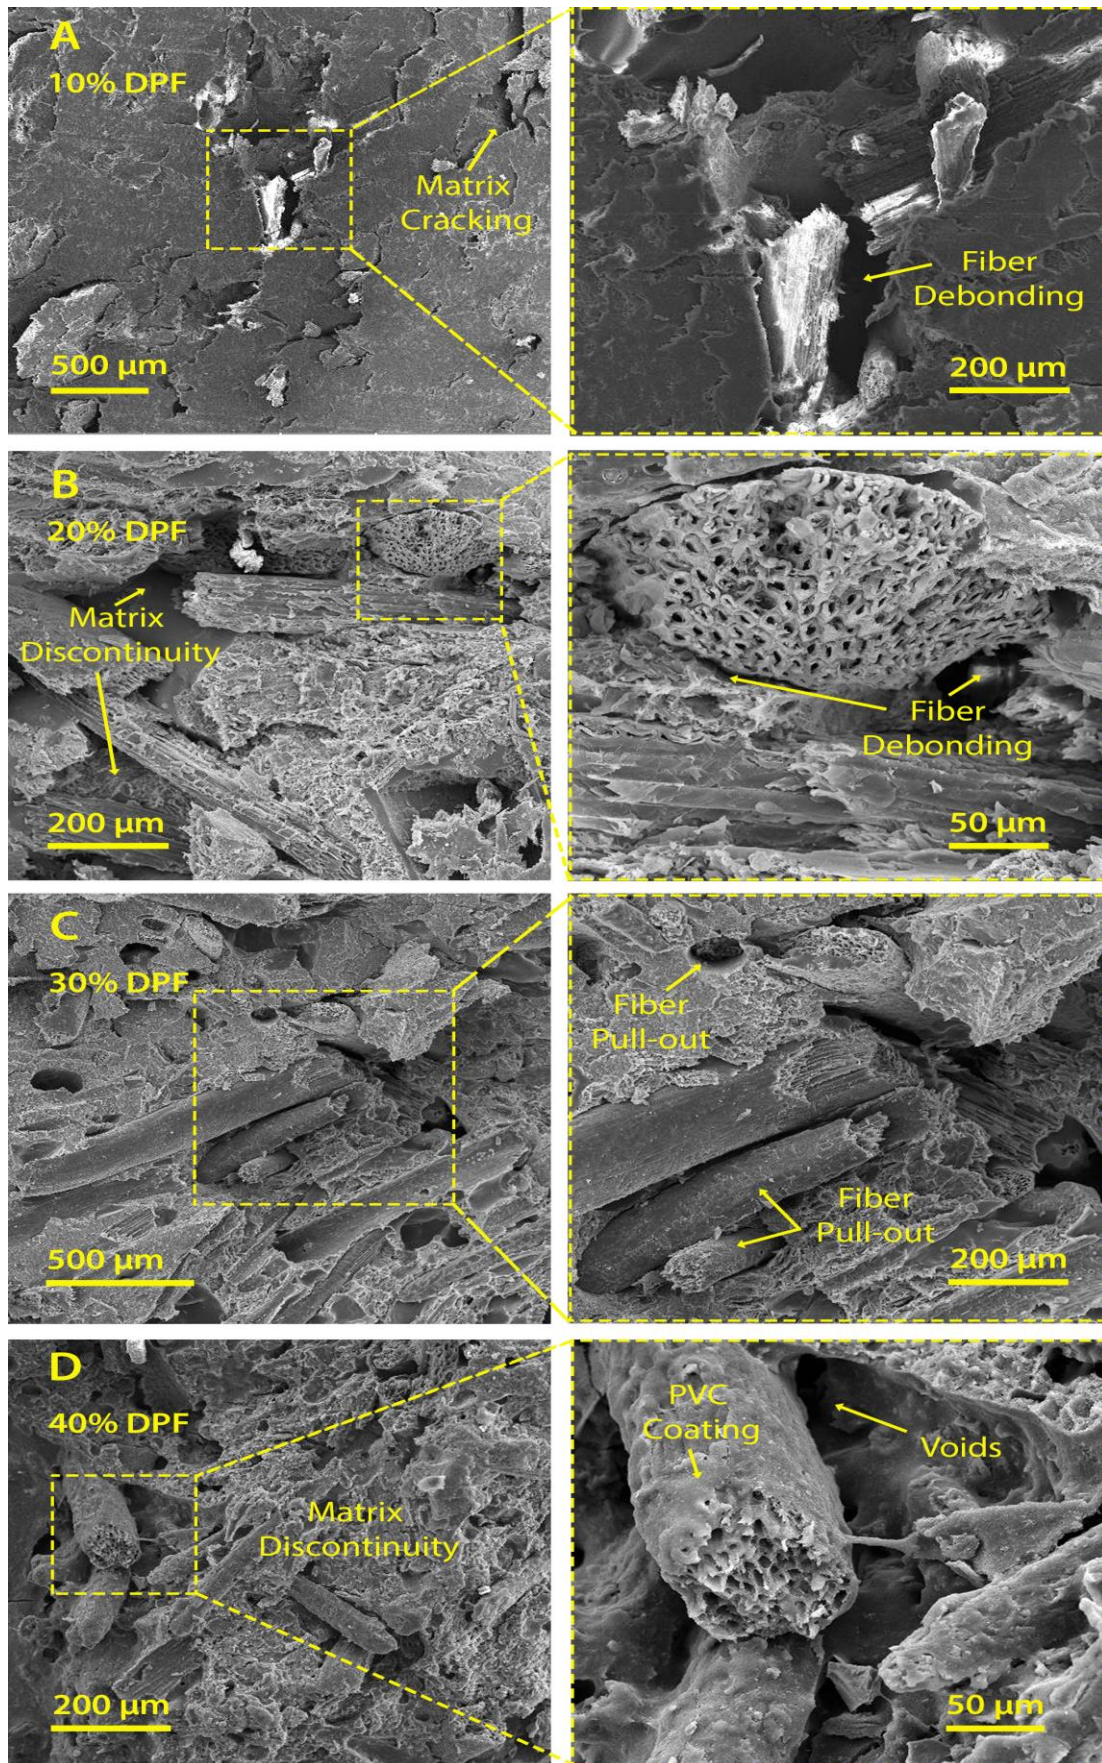 A
10% DPF
Matrix
Cracking
500 µm
Fiber
Debonding
200 µm
B
20% DPF
Matrix
Discontinuity
200 µm
Fiber
Debonding
50 µm
C
30% DPF
500 µm
Fiber
Pull-out
Fiber
Pull-out
200 µm
D
40% DPF
Matrix
Discontinuity
200 µm
PVC
Coating
Voids
50 µm